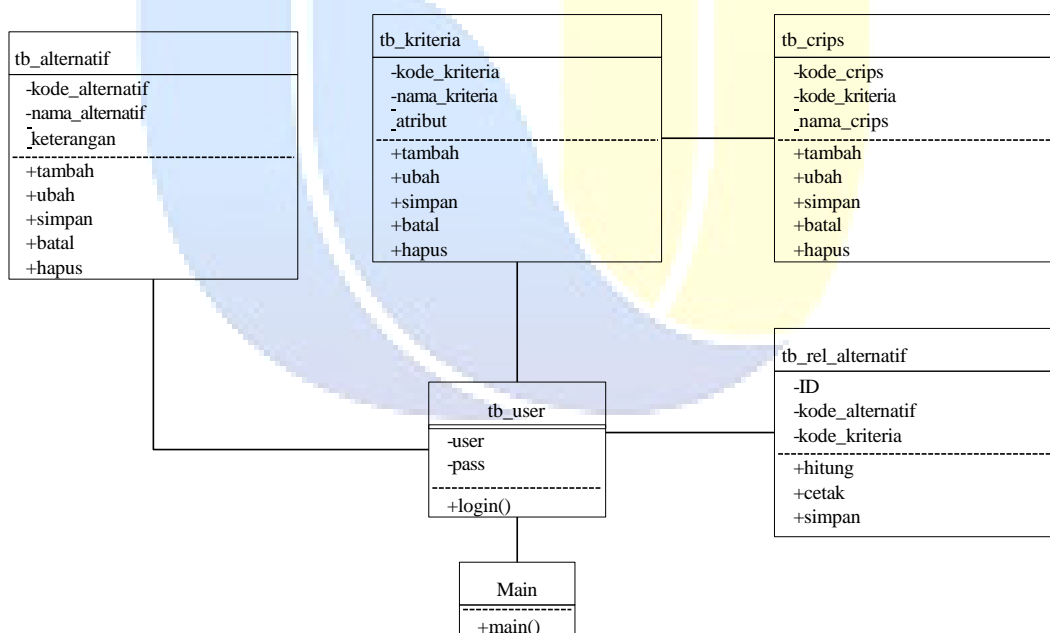 tb_alternatif
-kode_alternatif
-nama_alternatif
-keterangan
+tambah
+ubah
+simpan
+batal
+hapus
tb_kriteria
-kode_kriteria
-nama_kriteria
-atribut
+tambah
+ubah
+simpan
+batal
+hapus
tb_crips
-kode_crips
-kode_kriteria
-nama_crips
+tambah
+ubah
+simpan
+batal
+hapus
tb_user
-user
-pass
+login()
tb_rel_alternatif
-ID
-kode_alternatif
-kode_kriteria
+hitung
+cetak
+simpan
Main
+main()